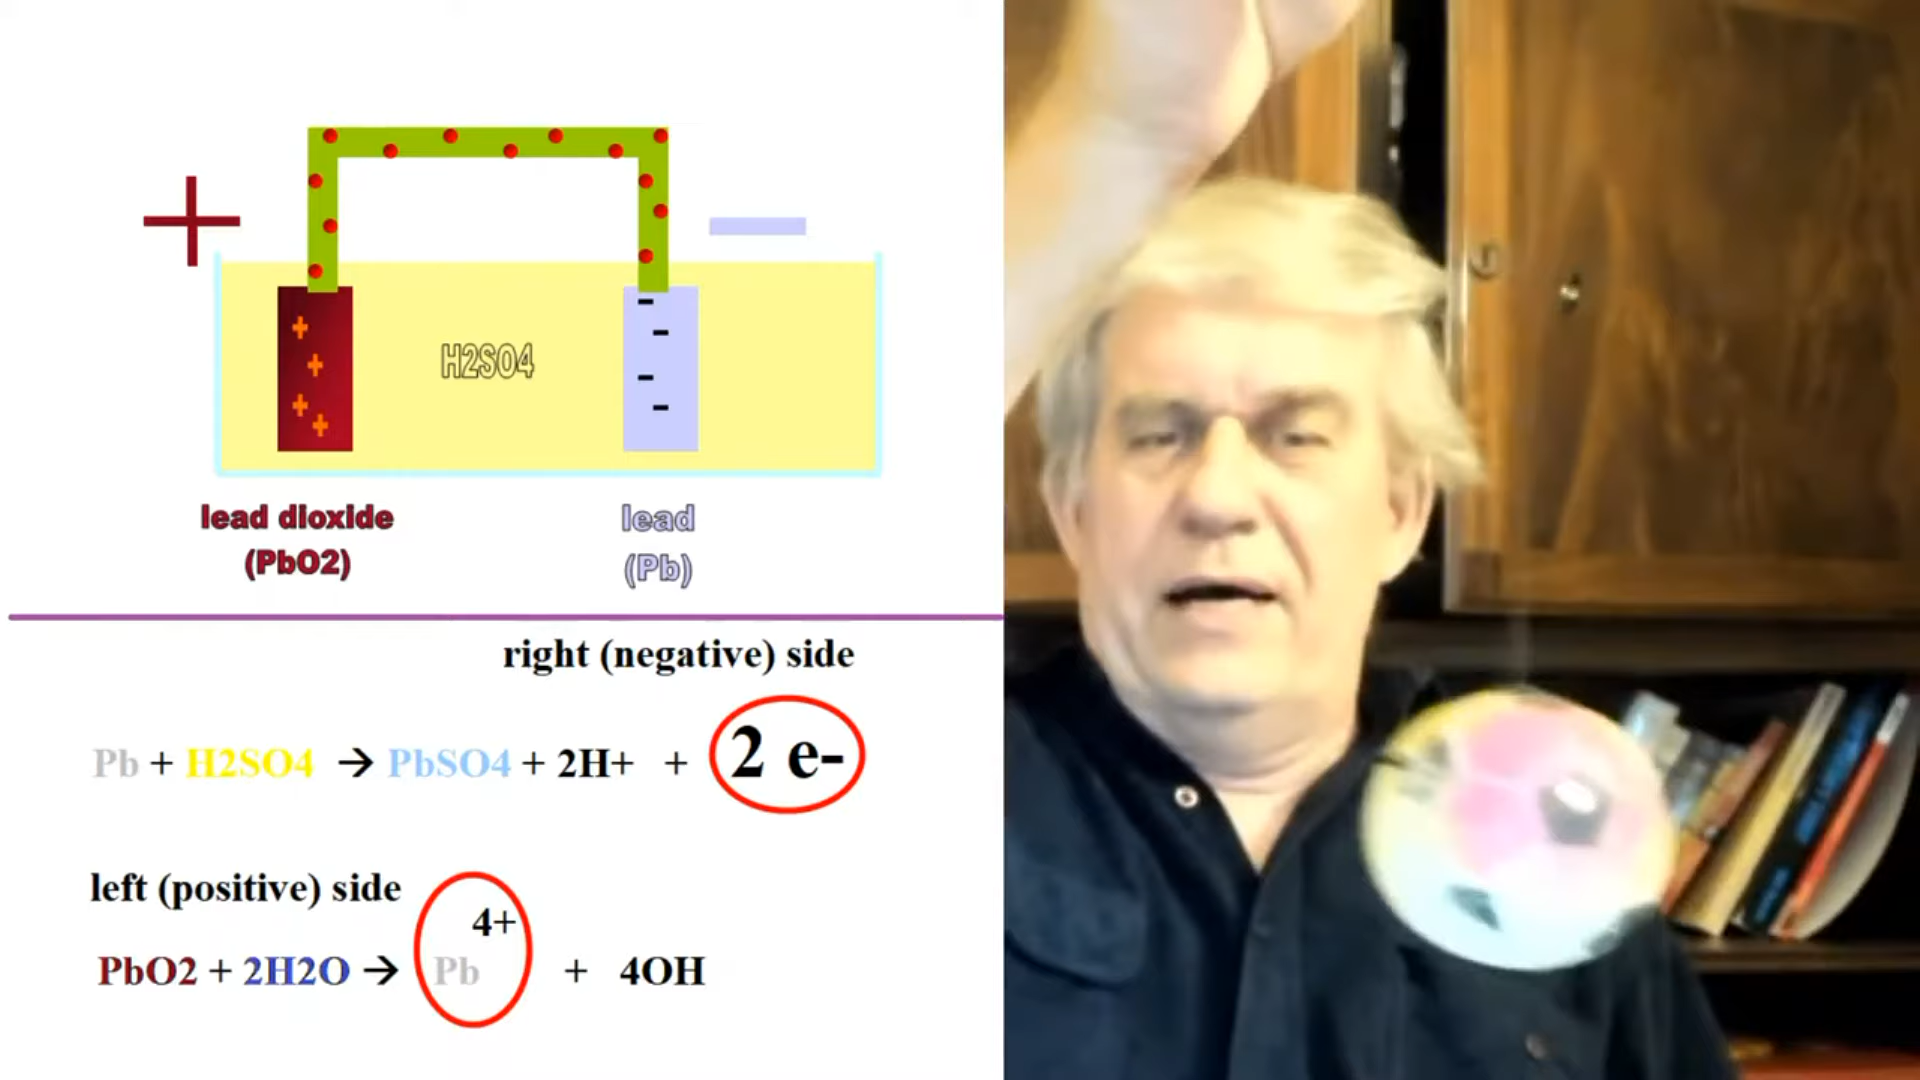 H2SO4
lead dioxide
(PbO2)
lead
(Pb)
right (negative) side
Pb + H2SO4 → PbSO4 + 2H+ + 2 e-
left (positive) side
PbO2 + 2H2O → Pb 4+ + 4OH